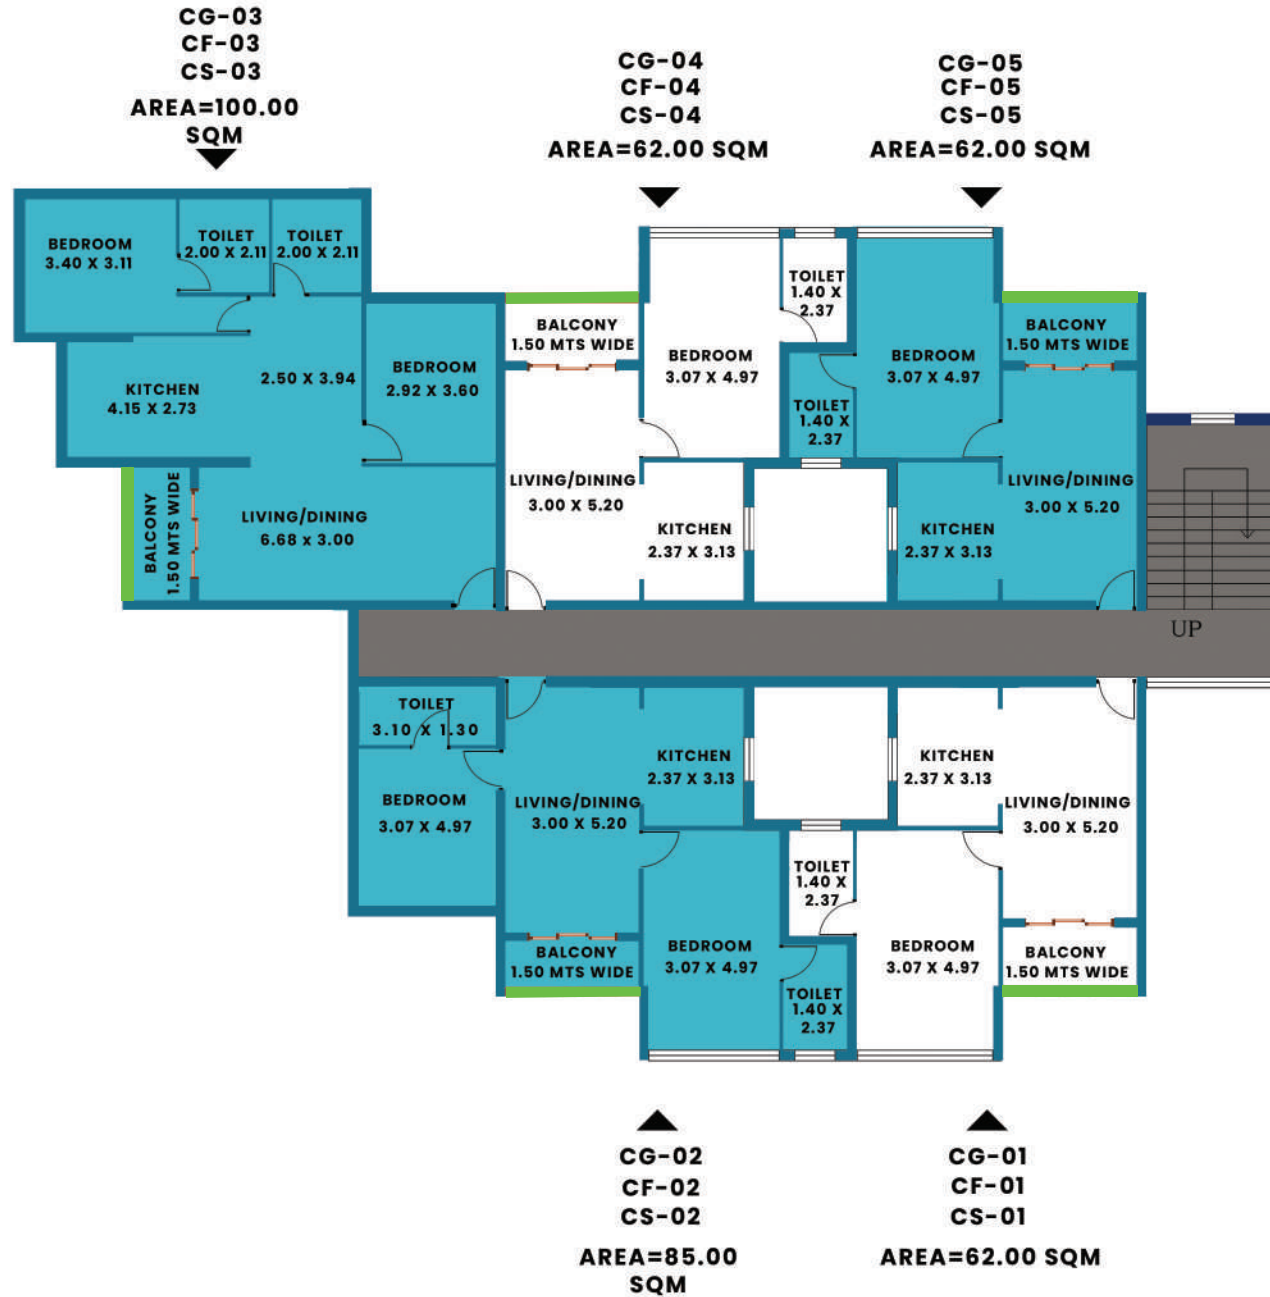 CG-03
CF-03
CS-03
AREA=100.00
SQM
CG-04
CF-04
CS-04
AREA=62.00 SQM
CG-05
CF-05
CS-05
AREA=62.00 SQM
BEDROOM
3.40 X 3.11
TOILET
2.00 X 2.11
TOILET
2.00 X 2.11
KITCHEN
4.15 X 2.73
2.50 X 3.94
BEDROOM
2.92 X 3.60
BALCONY
1.50 MTS WIDE
LIVING/DINING
6.68 x 3.00
BALCONY
1.50 MTS WIDE
BEDROOM
3.07 X 4.97
TOILET
1.40 X
2.37
LIVING/DINING
3.00 X 5.20
KITCHEN
2.37 X 3.13
TOILET
1.40 X
2.37
BEDROOM
3.07 X 4.97
BALCONY
1.50 MTS WIDE
LIVING/DINING
3.00 X 5.20
KITCHEN
2.37 X 3.13
UP
TOILET
3.10 X 1.30
BEDROOM
3.07 X 4.97
LIVING/DINING
3.00 X 5.20
KITCHEN
2.37 X 3.13
BALCONY
1.50 MTS WIDE
BEDROOM
3.07 X 4.97
TOILET
1.40 X
2.37
KITCHEN
2.37 X 3.13
LIVING/DINING
3.00 X 5.20
TOILET
1.40 X
2.37
BEDROOM
3.07 X 4.97
BALCONY
1.50 MTS WIDE
CG-02
CF-02
CS-02
AREA=85.00
SQM
CG-01
CF-01
CS-01
AREA=62.00 SQM